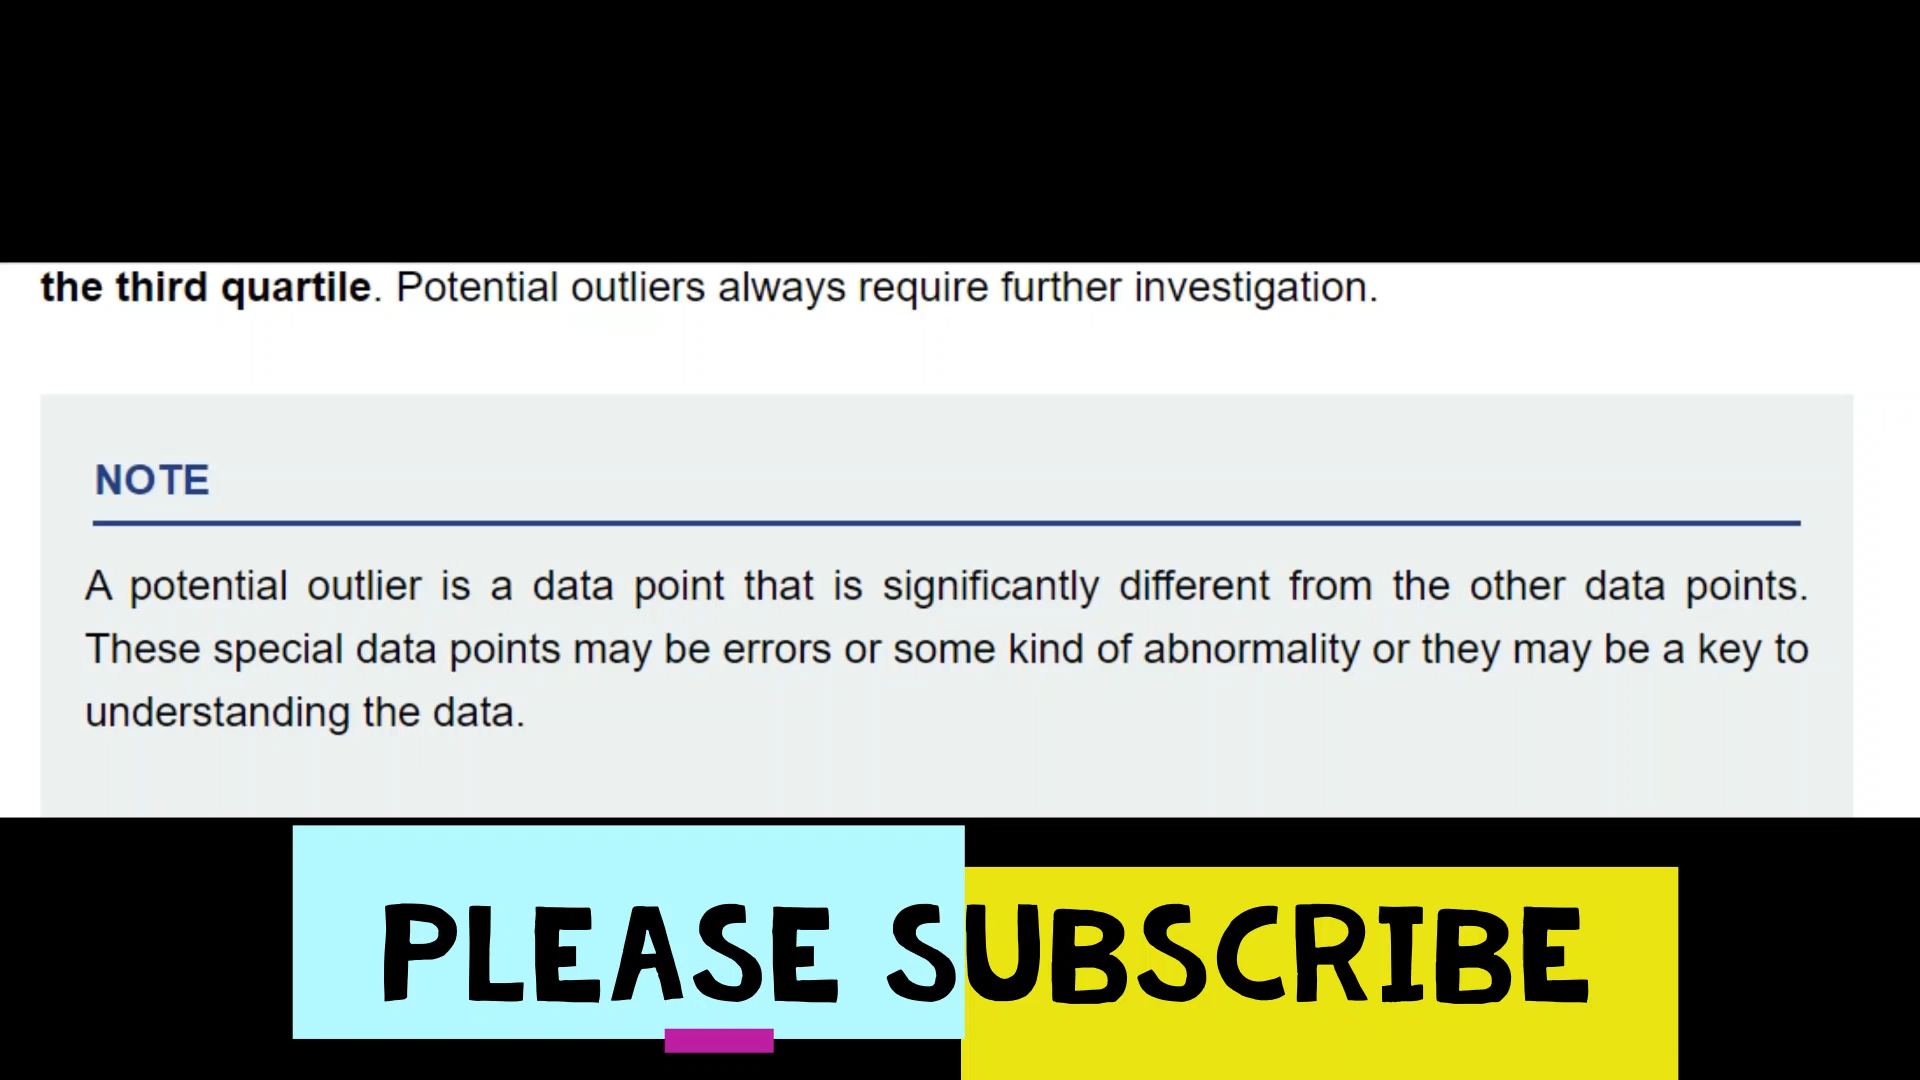 the third quartile. Potential outliers always require further investigation.
NOTE
A potential outlier is a data point that is significantly different from the other data points.
These special data points may be errors or some kind of abnormality or they may be a key to
understanding the data.
PLEASE SUBSCRIBE